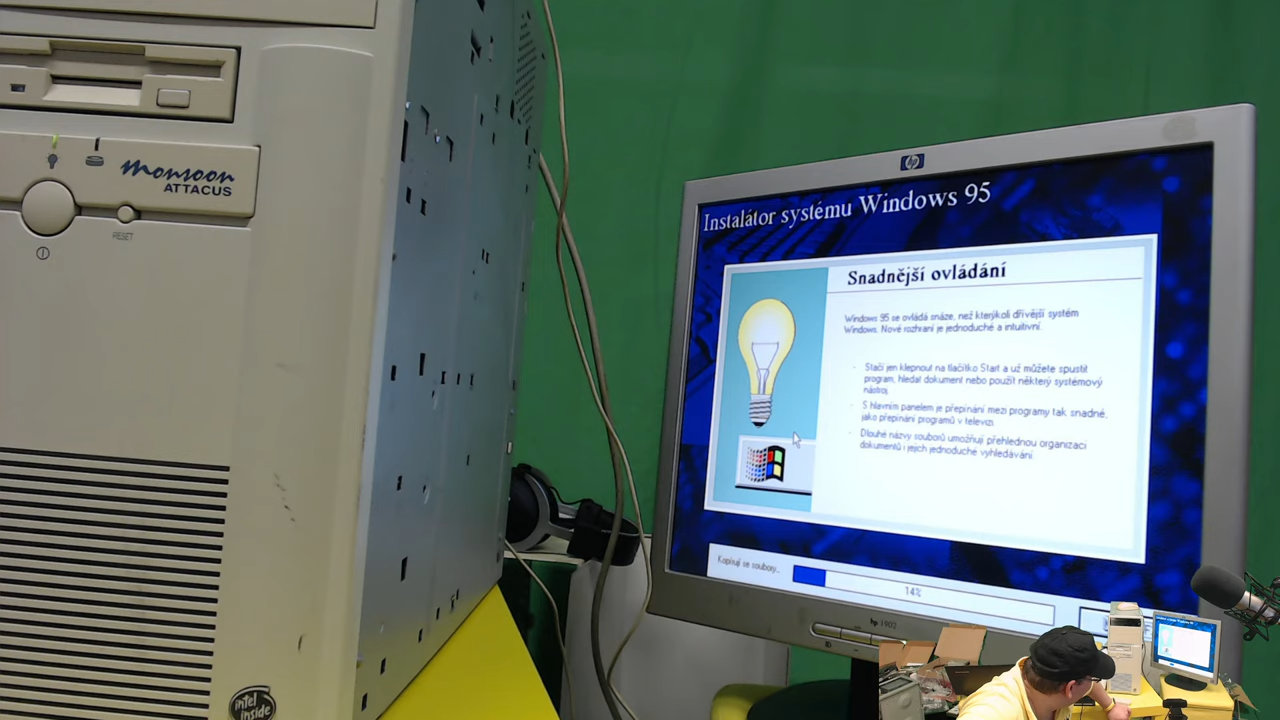 Monsoon
ATTACUS
RESET
intel
inside
hp
Instalátor systému Windows 95
Snadnější ovládání
Windows 95 se ovládá snáze, než kterýkoli dřívější systém
Windows. Nové rozhraní je jednoduché a intuitivní.
Stačí jen klepnout na tlačítko Start a už můžete spustit
program, hledat dokument nebo použít některý systémový
nástroj.
S hlavním panelem je přepínání mezi programy tak snadné,
jako přepínání programů v televizi.
Dlouhé názvy souborů umožňují přehlednou organizaci
dokumentů i jejich jednoduché vyhledávání.
Kopírují se soubory...
14%
hp 1902